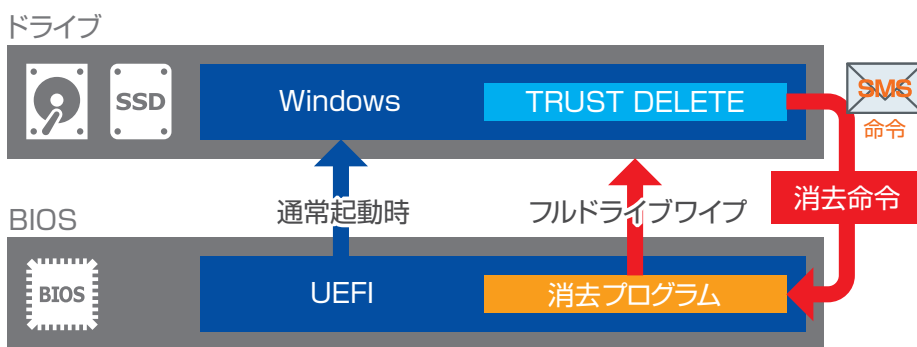 ドライブ
SSD
Windows
TRUST DELETE
SMS
命令
通常起動時
フルドライブワイプ
消去命令
BIOS
BIOS
UEFI
消去プログラム